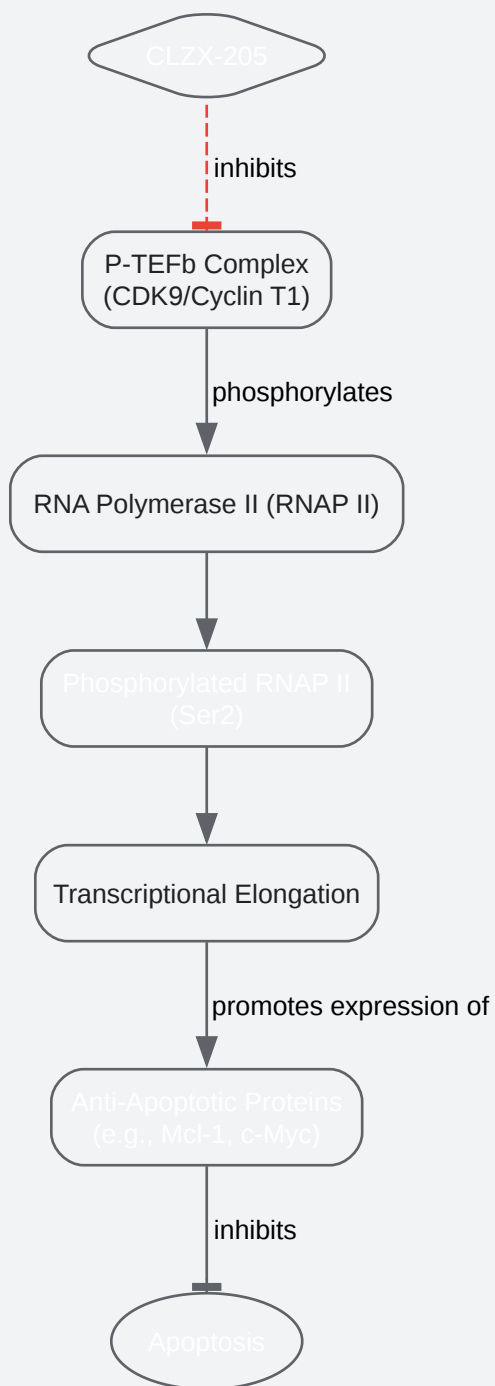 CLZX-205
inhibits
P-TEFb Complex
(CDK9/Cyclin T1)
phosphorylates
RNA Polymerase II (RNAP II)
Phosphorylated RNAP II
(Ser2)
Transcriptional Elongation
promotes expression of
Anti-Apoptotic Proteins
(e.g., Mcl-1, c-Myc)
inhibits
Apoptosis